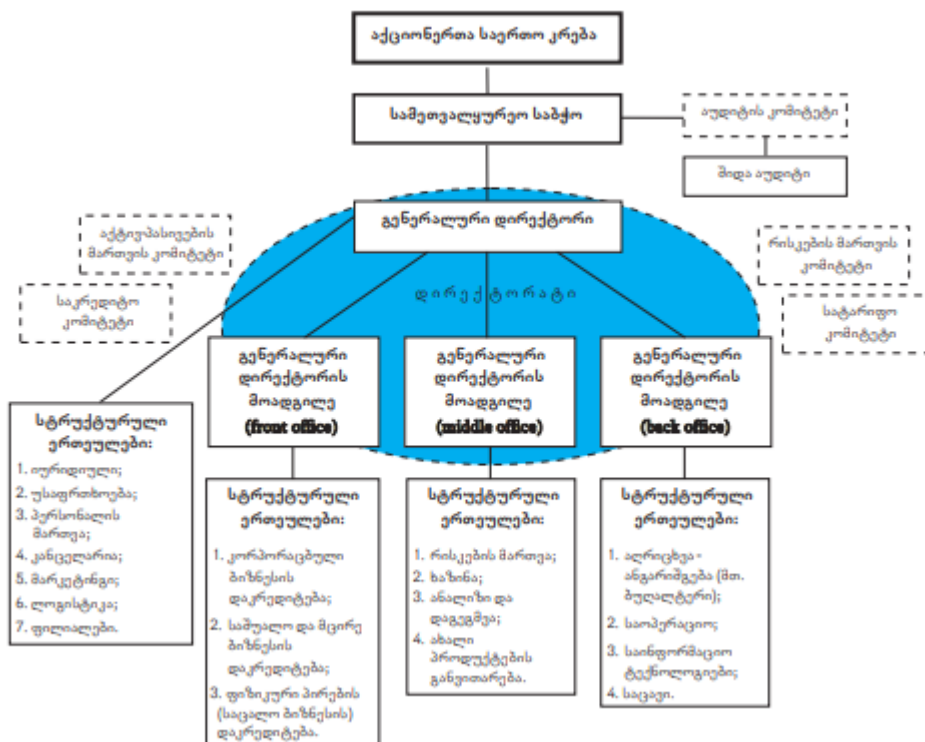 აქციონერთა საერთო კრება
სამეთვალყურეო საბჭო
აუდიტის კომიტეტი
შიდა აუდიტი
გენერალური დირექტორი
აქტივ-პასივების
მართვის კომიტეტი
საკრედიტო
კომიტეტი
რისკების მართვის
კომიტეტი
სატარიფო
კომიტეტი
დირექტორატი
გენერალური
დირექტორის
მოადგილე
(front office)
გენერალური
დირექტორის
მოადგილე
(middle office)
გენერალური
დირექტორის
მოადგილე
(back office)
სტრუქტურული
ერთეულები:
1. იურიდიული;
2. უსაფრთხოება;
3. პერსონალის
მართვა;
4. კანცელარია;
5. მარკეტინგი;
6. ლოგისტიკა;
7. ფილიალები.
სტრუქტურული
ერთეულები:
1. კორპორაცბული
ბიზნესის
დაკრედიტება;
2. საშუალო და მცირე
ბიზნესის
დაკრედიტება;
3. ფიზიკური პირების
(საცალო ბიზნესის)
დაკრედიტება.
სტრუქტურული
ერთეულები:
1. რისკების მართვა;
2. ხაზინა;
3. ანალიზი და
დაგეგმვა;
4. ახალი
პროდუქტების
განვითარება.
სტრუქტურული
ერთეულები:
1. აღრიცხვა-
ანგარიშგება (მთ.
ბუღალტერი);
2. საოპერაციო;
3. საინფორმაციო
ტექნოლოგიები;
4. საცავი.